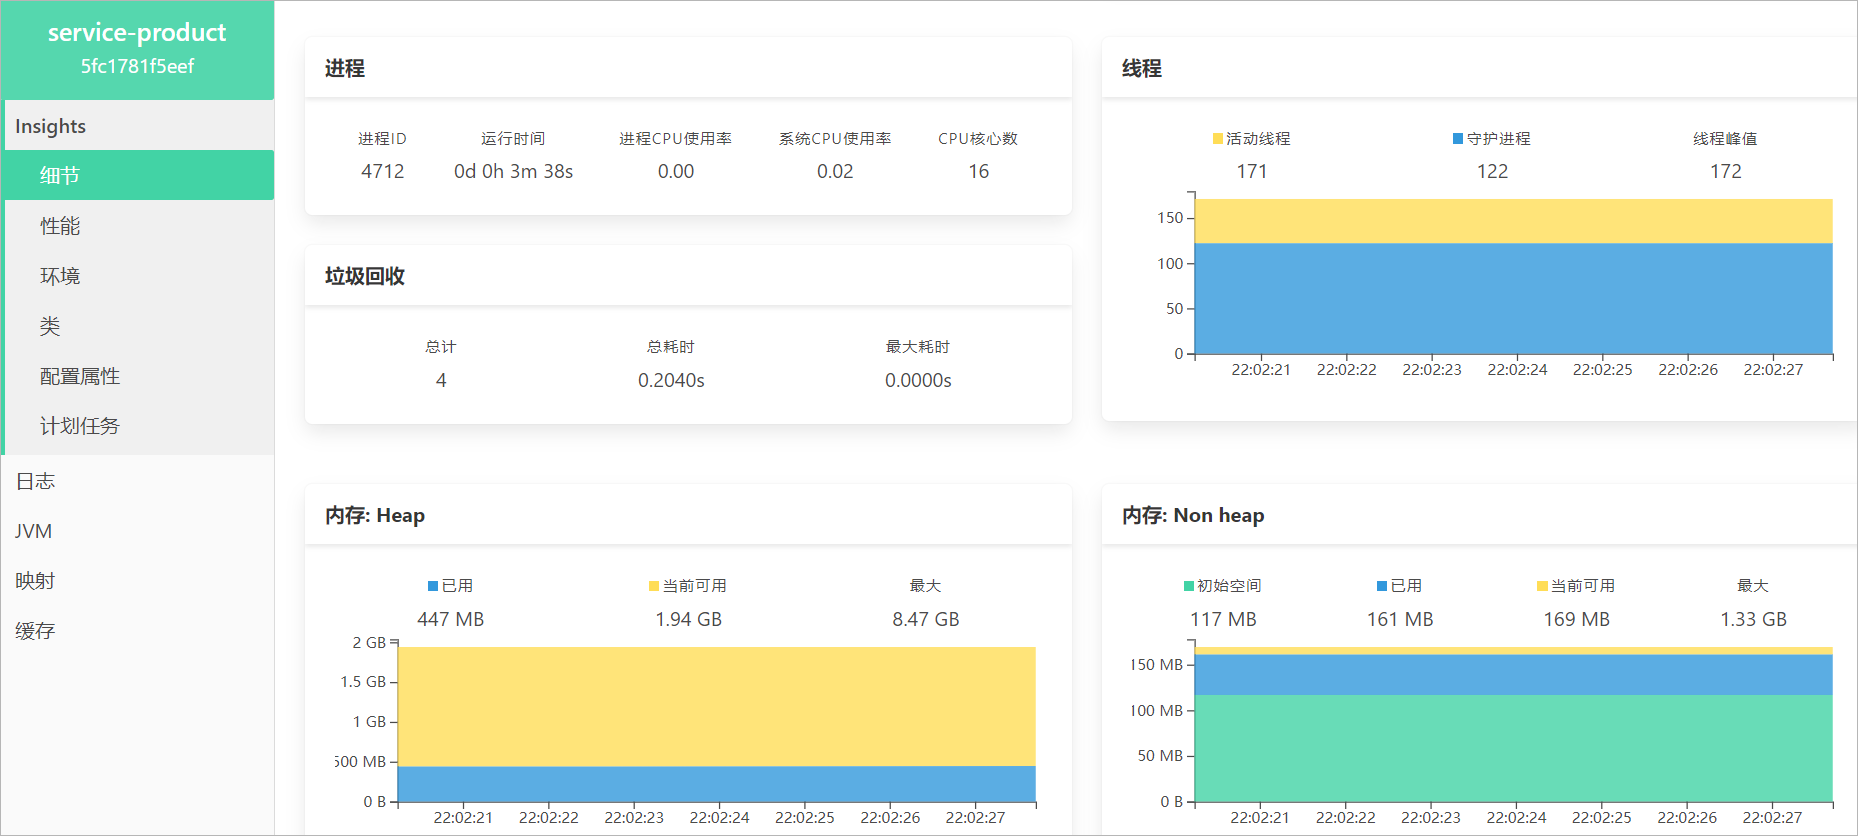 service-product
5fc1781f5eef
Insights
细节
性能
环境
类
配置属性
计划任务
日志
JVM
映射
缓存
进程
进程ID 运行时间 进程CPU使用率 系统CPU使用率 CPU核心数
4712 0d 0h 3m 38s 0.00 0.02 16
垃圾回收
总计 总耗时 最大耗时
4 0.2040s 0.0000s
线程
活动线程 守护进程 线程峰值
171 122 172
150
100
50
0
22:02:21 22:02:22 22:02:23 22:02:24 22:02:25 22:02:26 22:02:27
内存: Heap
已用 当前可用 最大
447 MB 1.94 GB 8.47 GB
2 GB
1.5 GB
1 GB
500 MB
0 B
22:02:21 22:02:22 22:02:23 22:02:24 22:02:25 22:02:26 22:02:27
内存: Non heap
初始空间 已用 当前可用 最大
117 MB 161 MB 169 MB 1.33 GB
150 MB
100 MB
50 MB
0 B
22:02:21 22:02:22 22:02:23 22:02:24 22:02:25 22:02:26 22:02:27